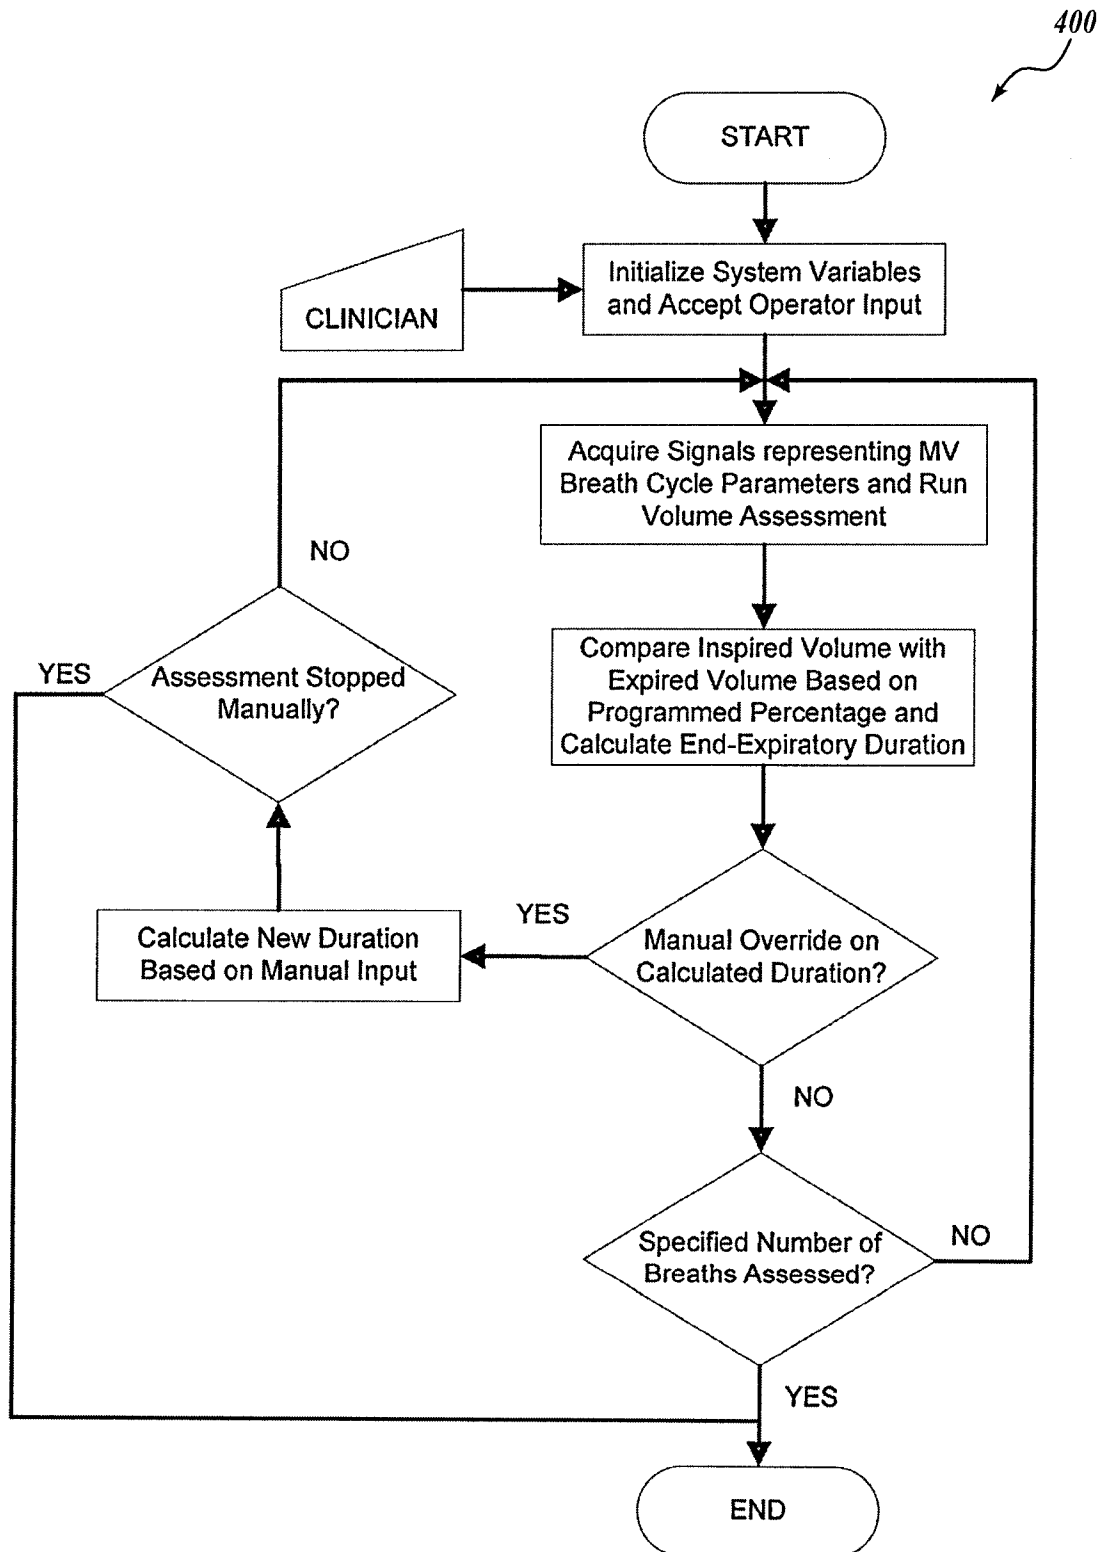 400
START
Initialize System Variables
and Accept Operator Input
CLINICIAN
Acquire Signals representing MV
Breath Cycle Parameters and Run
Volume Assessment
NO
Compare Inspired Volume with
Expired Volume Based on
Programmed Percentage and
Calculate End-Expiratory Duration
YES
Assessment Stopped
Manually?
YES
Manual Override on
Calculated Duration?
Calculate New Duration
Based on Manual Input
NO
Specified Number of
Breaths Assessed?
NO
YES
END